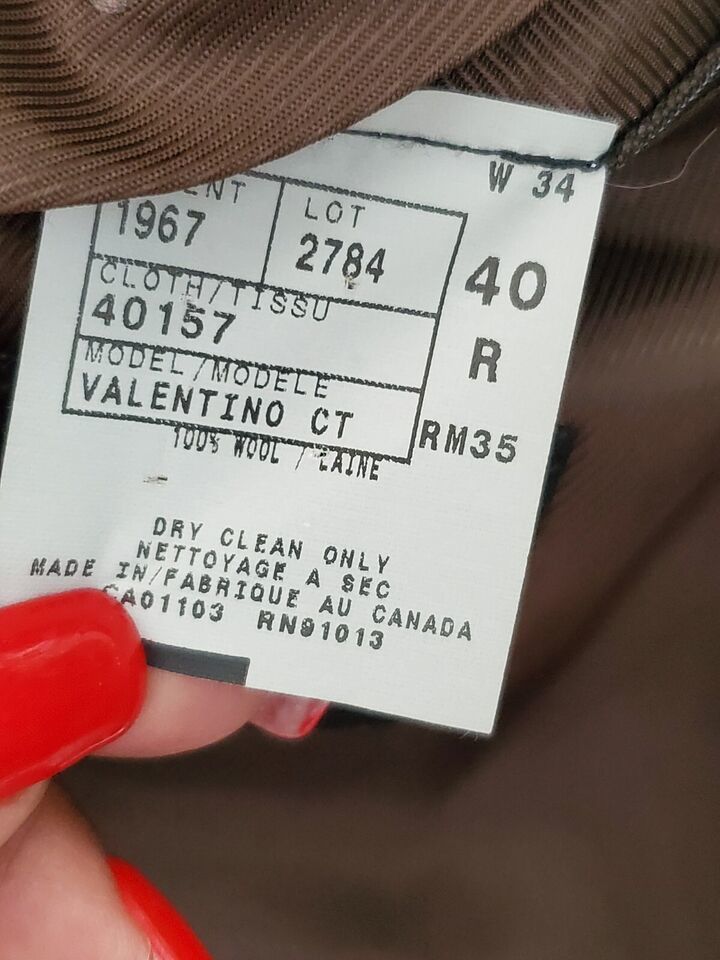 W 34
ENT
1967
LOT
2784
40
R
CLOTH/TISSU
40157
MODEL/MODELE
VALENTINO CT
RM35
100% WOOL / LAINE
DRY CLEAN ONLY
NETTOYAGE A SEC
MADE IN/FABRIQUE AU CANADA
CA01103 RN91013